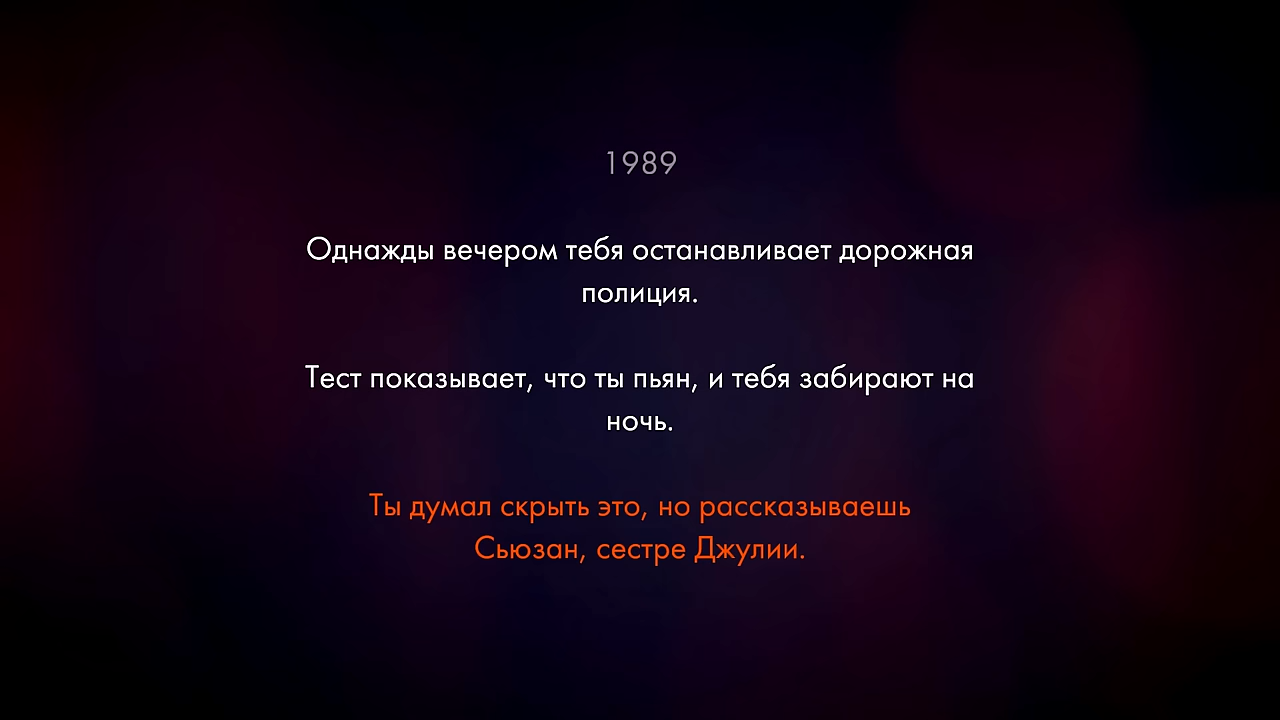 1989
Однажды вечером тебя останавливает дорожная
полиция.
Тест показывает, что ты пьян, и тебя забирают на
ночь.
Ты думал скрыть это, но рассказываешь
Сьюзан, сестре Джулии.